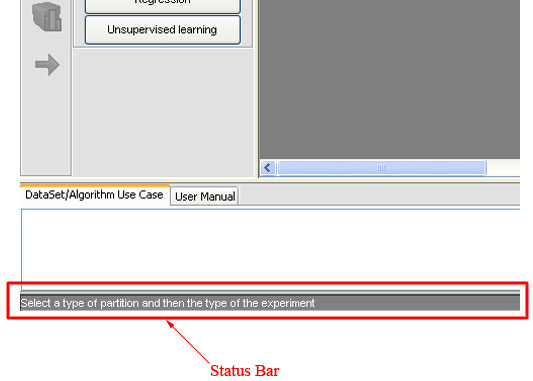 Regression
Unsupervised learning
DataSet/Algorithm Use Case
User Manual
Select a type of partition and then the type of the experiment
Status Bar